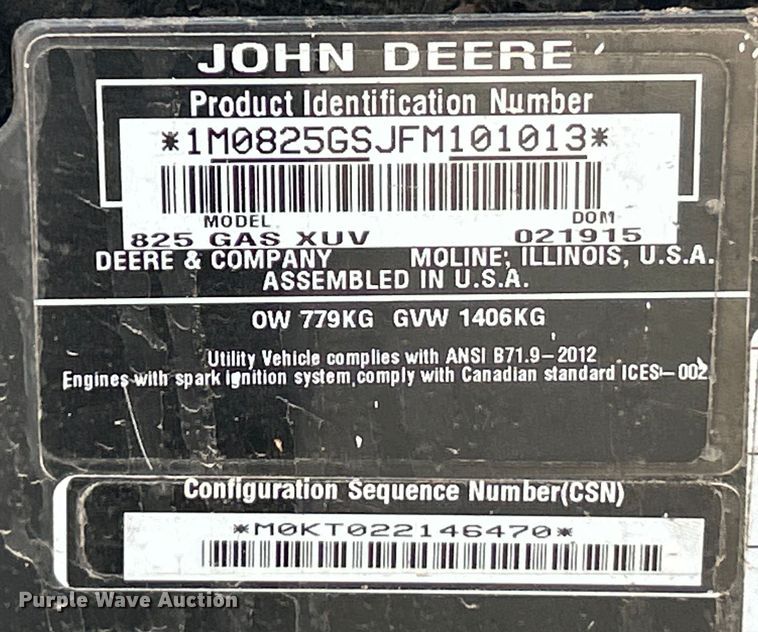 JOHN DEERE
Product Identification Number
*1M0825GSJFM101013*
MODEL DOM
825 GAS XUV 021915
DEERE & COMPANY MOLINE, ILLINOIS, U.S.A.
ASSEMBLED IN U.S.A.
OW 779KG GVW 1406KG
Utility Vehicle complies with ANSI B71.9-2012
Engines with spark ignition system,comply with Canadian standard ICES-002
Configuration Sequence Number(CSN)
*M0KT022146470*
Purple Wave Auction